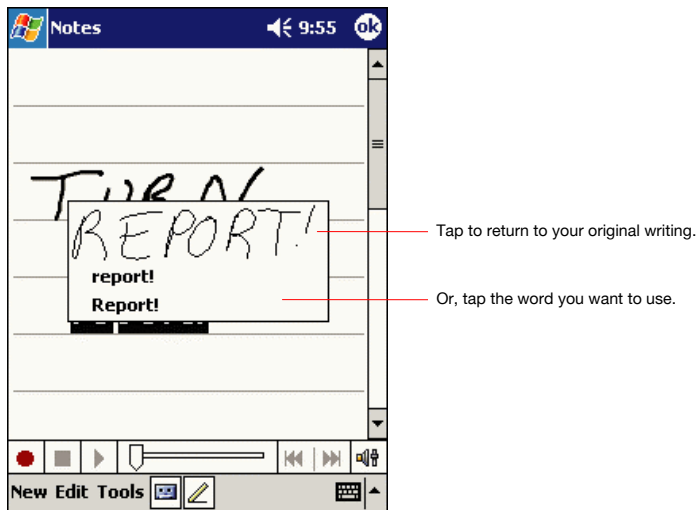 Notes 9:55 ok
TURN
REPORT!
Tap to return to your original writing.
report!
Report!
Or, tap the word you want to use.
New Edit Tools